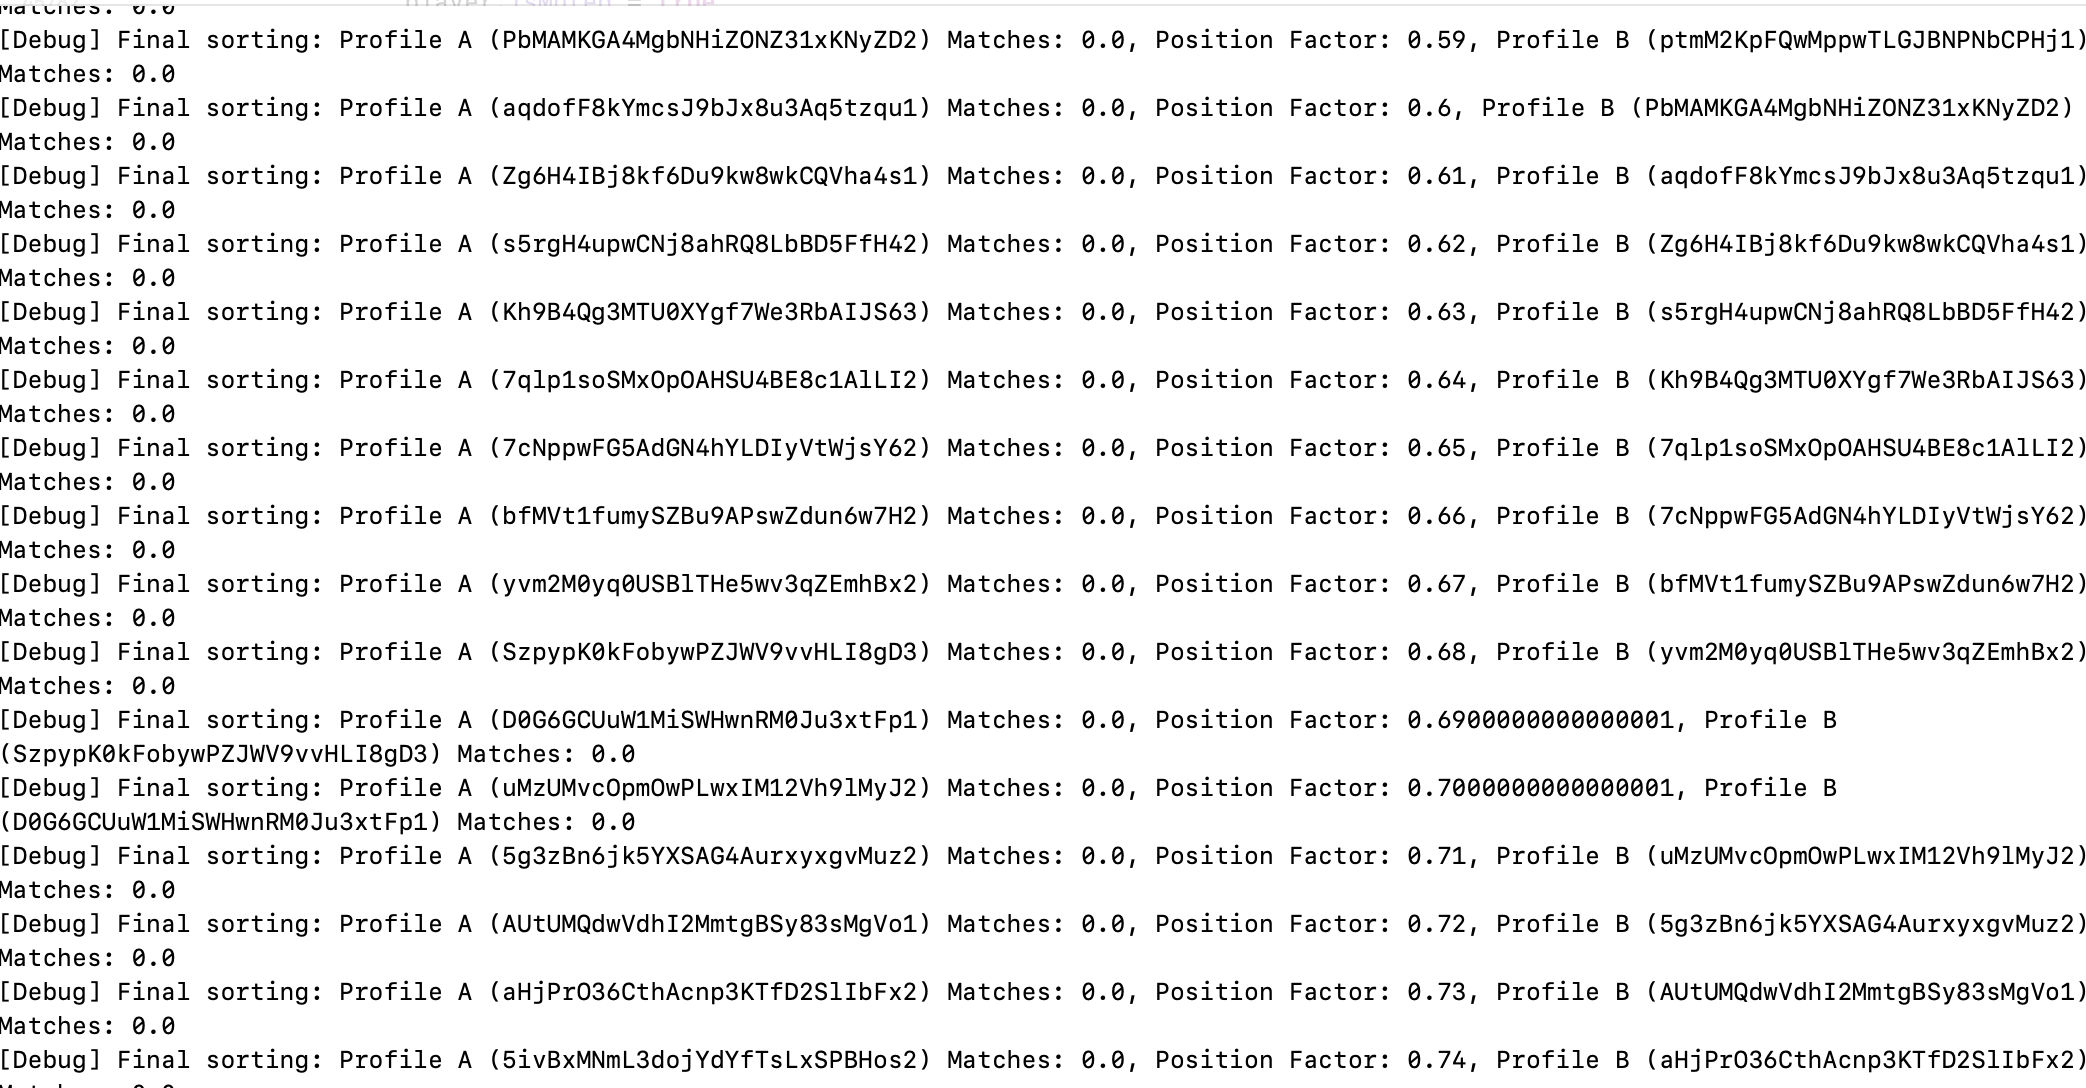 Matches: 0.0
[Debug] Final sorting: Profile A (PbMAMKGA4MgbNHiZONZ31xKNyZD2) Matches: 0.0, Position Factor: 0.59, Profile B (ptmM2KpFQwMppwTLGJBNPNbCPHj1)
Matches: 0.0
[Debug] Final sorting: Profile A (aqdofF8kYmcsJ9bJx8u3Aq5tzqu1) Matches: 0.0, Position Factor: 0.6, Profile B (PbMAMKGA4MgbNHiZONZ31xKNyZD2)
Matches: 0.0
[Debug] Final sorting: Profile A (Zg6H4IBj8kf6Du9kw8wkCQVha4s1) Matches: 0.0, Position Factor: 0.61, Profile B (aqdofF8kYmcsJ9bJx8u3Aq5tzqu1)
Matches: 0.0
[Debug] Final sorting: Profile A (s5rgH4upwCNj8ahRQ8LbBD5FfH42) Matches: 0.0, Position Factor: 0.62, Profile B (Zg6H4IBj8kf6Du9kw8wkCQVha4s1)
Matches: 0.0
[Debug] Final sorting: Profile A (Kh9B4Qg3MTU0XYgf7We3RbAIJS63) Matches: 0.0, Position Factor: 0.63, Profile B (s5rgH4upwCNj8ahRQ8LbBD5FfH42)
Matches: 0.0
[Debug] Final sorting: Profile A (7qlp1soSMxOpOAHSU4BE8c1AlLI2) Matches: 0.0, Position Factor: 0.64, Profile B (Kh9B4Qg3MTU0XYgf7We3RbAIJS63)
Matches: 0.0
[Debug] Final sorting: Profile A (7cNppwFG5AdGN4hYLDIyVtWjsY62) Matches: 0.0, Position Factor: 0.65, Profile B (7qlp1soSMxOpOAHSU4BE8c1AlLI2)
Matches: 0.0
[Debug] Final sorting: Profile A (bfMVt1fumySZBu9APswZdun6w7H2) Matches: 0.0, Position Factor: 0.66, Profile B (7cNppwFG5AdGN4hYLDIyVtWjsY62)
Matches: 0.0
[Debug] Final sorting: Profile A (yvm2M0yq0USBlTHe5wv3qZEmhBx2) Matches: 0.0, Position Factor: 0.67, Profile B (bfMVt1fumySZBu9APswZdun6w7H2)
Matches: 0.0
[Debug] Final sorting: Profile A (SzpypK0kFobywPZJWV9vvHLI8gD3) Matches: 0.0, Position Factor: 0.68, Profile B (yvm2M0yq0USBlTHe5wv3qZEmhBx2)
Matches: 0.0
[Debug] Final sorting: Profile A (D0G6GCUuW1MiSWHwnRM0Ju3xtFp1) Matches: 0.0, Position Factor: 0.6900000000000001, Profile B
(SzpypK0kFobywPZJWV9vvHLI8gD3) Matches: 0.0
[Debug] Final sorting: Profile A (uMzUMvcOpmOwPLwxIM12Vh9lMyJ2) Matches: 0.0, Position Factor: 0.7000000000000001, Profile B
(D0G6GCUuW1MiSWHwnRM0Ju3xtFp1) Matches: 0.0
[Debug] Final sorting: Profile A (5g3zBn6jk5YXSAG4AurxyxgvMuz2) Matches: 0.0, Position Factor: 0.71, Profile B (uMzUMvcOpmOwPLwxIM12Vh9lMyJ2)
Matches: 0.0
[Debug] Final sorting: Profile A (AUtUMQdwVdhI2MmtgBSy83sMgVo1) Matches: 0.0, Position Factor: 0.72, Profile B (5g3zBn6jk5YXSAG4AurxyxgvMuz2)
Matches: 0.0
[Debug] Final sorting: Profile A (aHjPrO36CthAcnp3KTfD2SlIbFx2) Matches: 0.0, Position Factor: 0.73, Profile B (AUtUMQdwVdhI2MmtgBSy83sMgVo1)
Matches: 0.0
[Debug] Final sorting: Profile A (5ivBxMNmL3dojYdYfTsLxSPBHos2) Matches: 0.0, Position Factor: 0.74, Profile B (aHjPrO36CthAcnp3KTfD2SlIbFx2)